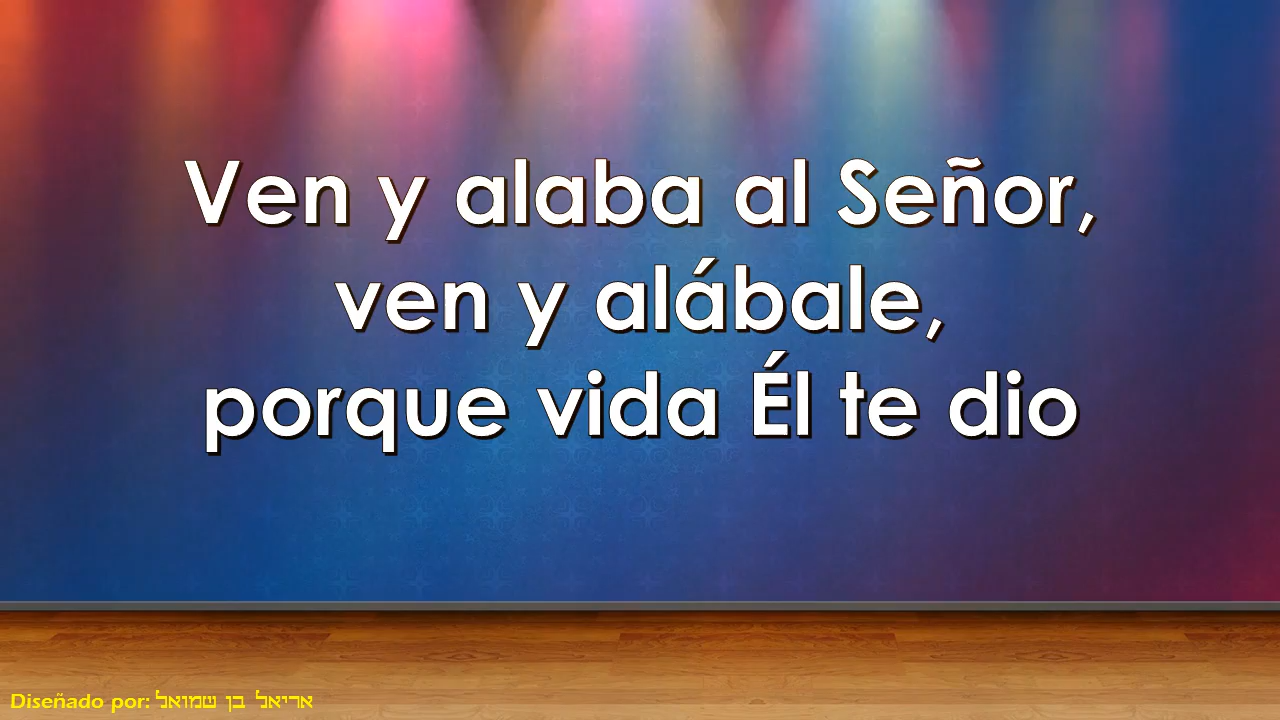 Ven y alaba al Señor,
ven y alábale,
porque vida Él te dio
Diseñado por: אריאל בן שמואל